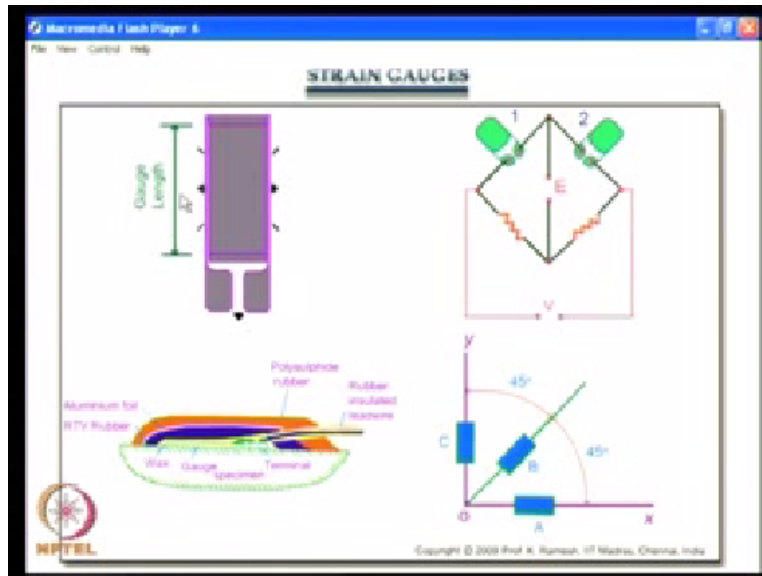 Macromedia Flash Player 6
File View Control Help
STRAIN GAUGES
Gauge
Length
1
2
E
V
Polysulphide
rubber
Rubber
insulated
leadwire
Aluminium foil
RTV Rubber
Wax
Gauge
specimen
Terminal
y
45°
45°
C
B
A
O
x
NPTEL
Copyright © 2009 Prof. K. Ramesh, IIT Madras, Chennai, India